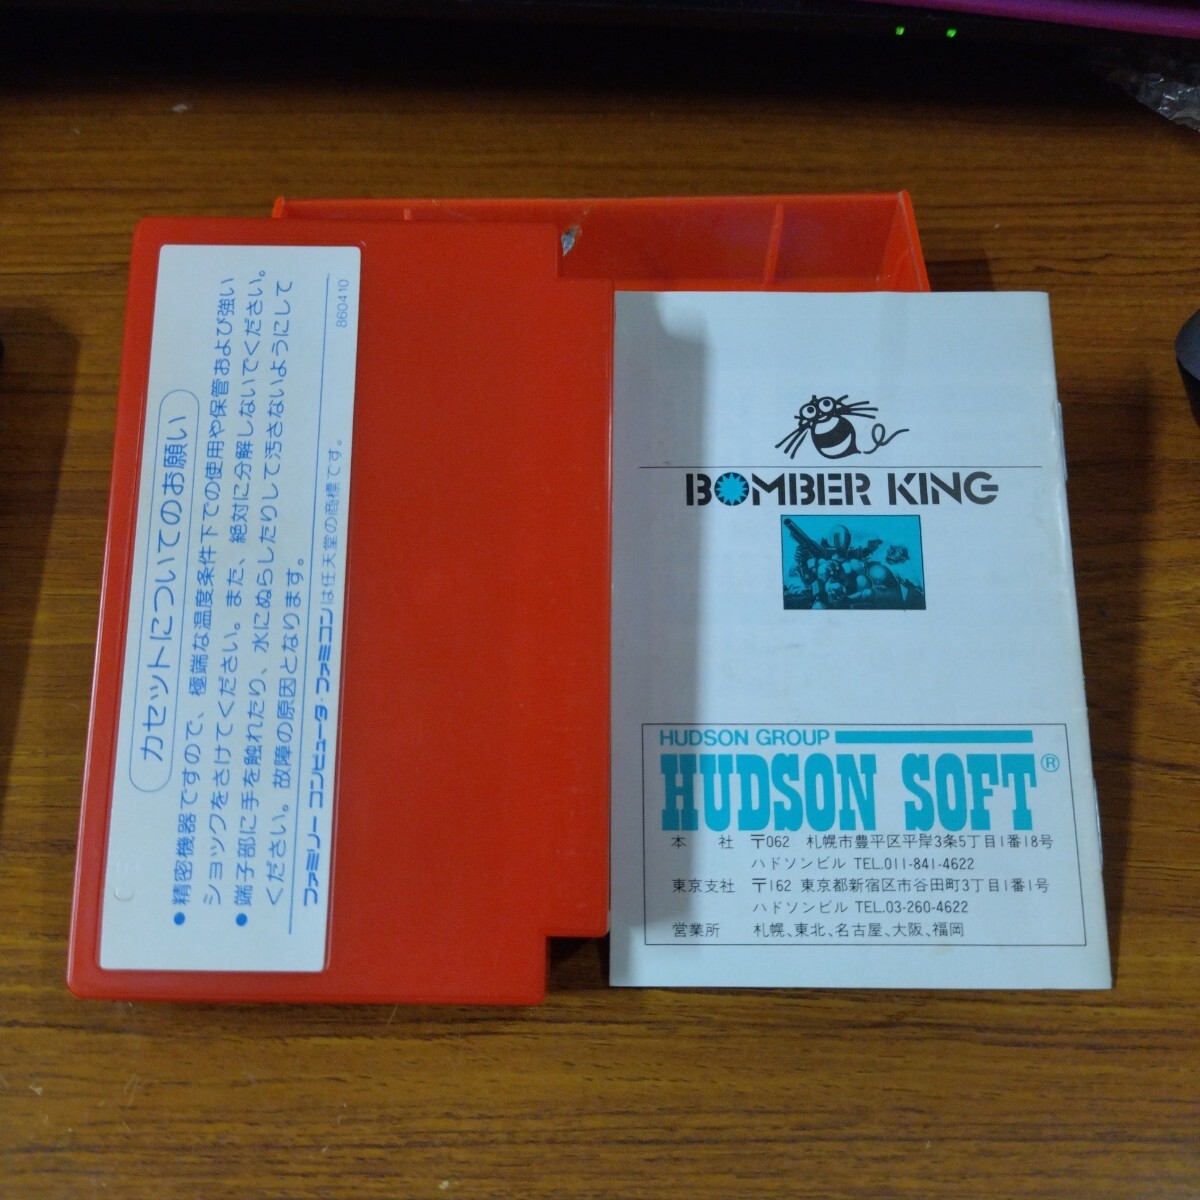 カセットについてのお願い
●精密機器ですので、極端な温度条件下での使用や保管および強い
ショックをさけてください。また、絶対に分解しないでください。
●端子部に手を触れたり、水にぬらしたりして汚さないようにして
ください。故障の原因となります。
ファミリーコンピュータ・ファミコンは任天堂の商標です。
860410
BOMBER KING
HUDSON GROUP
HUDSON SOFT®
本　社 〒062 札幌市豊平区平岸3条5丁目1番18号
ハドソンビル TEL.011-841-4622
東京支社 〒162 東京都新宿区市谷田町3丁目1番1号
ハドソンビル TEL.03-260-4622
営業所 札幌、東北、名古屋、大阪、福岡